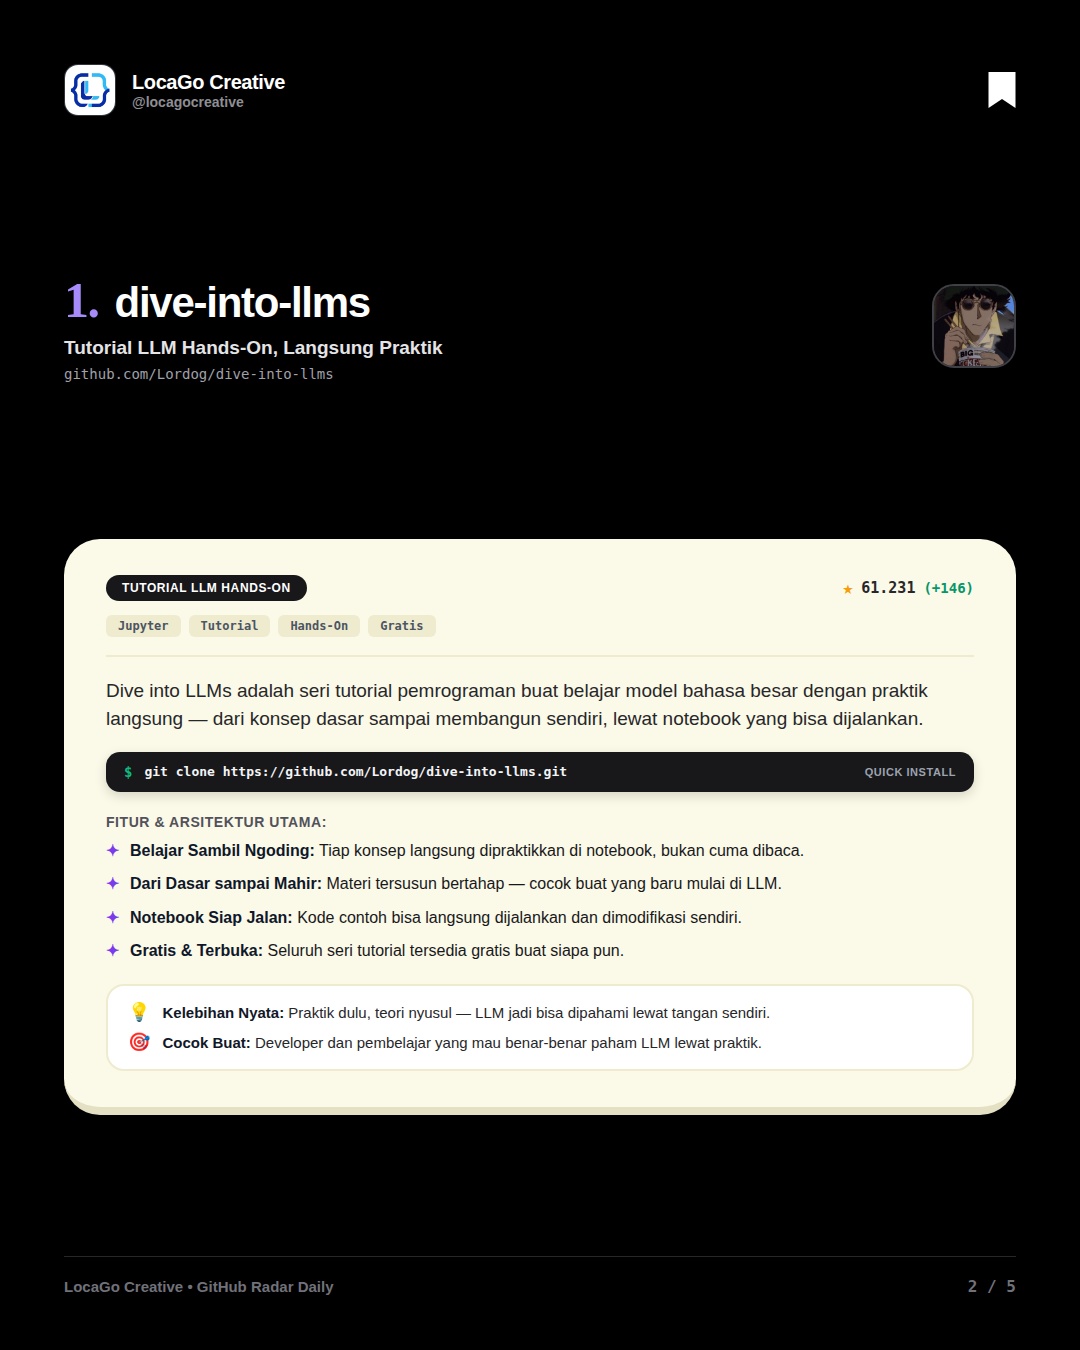 LocaGo Creative
@locagocreative
1. dive-into-llms
Tutorial LLM Hands-On, Langsung Praktik
github.com/Lordog/dive-into-llms
BIG
TUTORIAL LLM HANDS-ON
★ 61.231 (+146)
Jupyter Tutorial Hands-On Gratis
Dive into LLMs adalah seri tutorial pemrograman buat belajar model bahasa besar dengan praktik
langsung — dari konsep dasar sampai membangun sendiri, lewat notebook yang bisa dijalankan.
$ git clone https://github.com/Lordog/dive-into-llms.git QUICK INSTALL
FITUR & ARSITEKTUR UTAMA:
✦ Belajar Sambil Ngoding: Tiap konsep langsung dipraktikkan di notebook, bukan cuma dibaca.
✦ Dari Dasar sampai Mahir: Materi tersusun bertahap — cocok buat yang baru mulai di LLM.
✦ Notebook Siap Jalan: Kode contoh bisa langsung dijalankan dan dimodifikasi sendiri.
✦ Gratis & Terbuka: Seluruh seri tutorial tersedia gratis buat siapa pun.
💡 Kelebihan Nyata: Praktik dulu, teori nyusul — LLM jadi bisa dipahami lewat tangan sendiri.
🎯 Cocok Buat: Developer dan pembelajar yang mau benar-benar paham LLM lewat praktik.
LocaGo Creative • GitHub Radar Daily
2 / 5